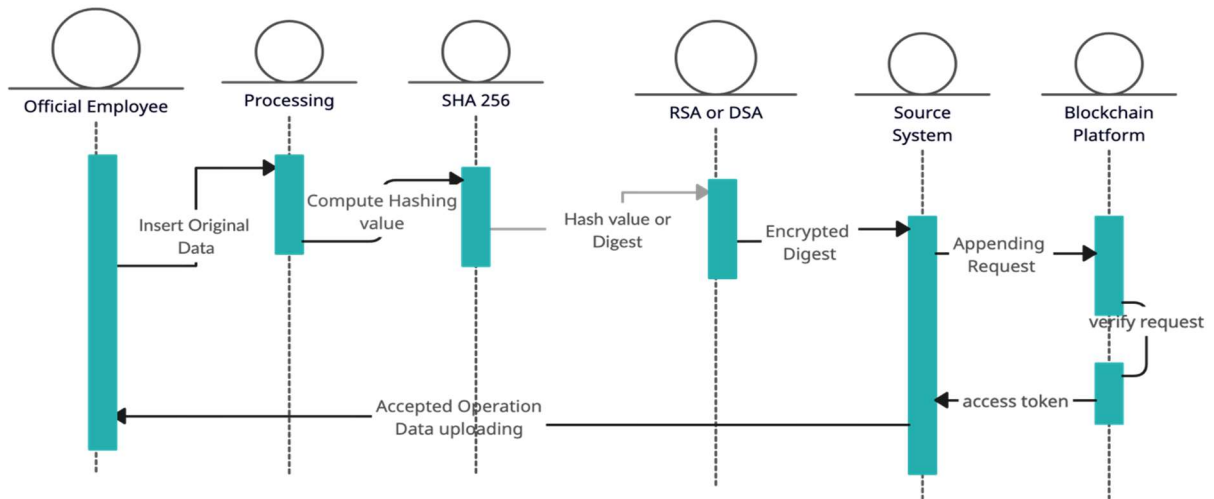 Official Employee
Processing
SHA 256
RSA or DSA
Source
System
Blockchain
Platform
Insert Original
Data
Compute Hashing
value
Hash value or
Digest
Encrypted
Digest
Appending
Request
verify request
access token
Accepted Operation
Data uploading